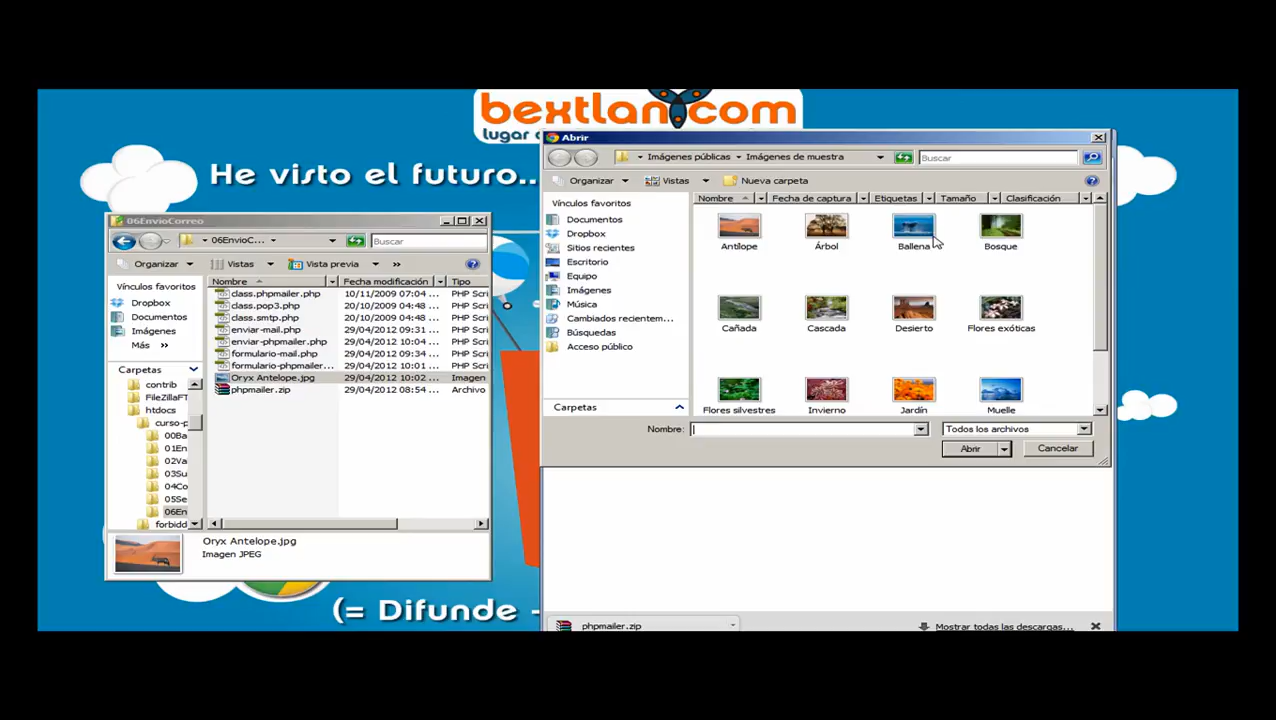 bextlan.com
lugar
He visto el futuro..
06EnvioCorreo
06EnvioC...
Buscar
Organizar
Vistas
Vista previa
»
Vínculos favoritos
Dropbox
Documentos
Imágenes
Más »
Carpetas
contrib
FileZillaFT
htdocs
curso-p
00Ba
01En
02Va
03Su
04Co
05Se
06En
forbidd
Nombre
Fecha modificación
Tipo
class.phpmailer.php 10/11/2009 07:04 ... PHP Scri
class.pop3.php 20/10/2009 04:48 ... PHP Scri
class.smtp.php 20/10/2009 04:48 ... PHP Scri
enviar-mail.php 29/04/2012 09:31 ... PHP Scri
enviar-phpmailer.php 29/04/2012 10:04 ... PHP Scri
formulario-mail.php 29/04/2012 09:34 ... PHP Scri
formulario-phpmailer... 29/04/2012 10:01 ... PHP Scri
Oryx Antelope.jpg 29/04/2012 10:02 ... Imagen
phpmailer.zip 29/04/2012 08:54 ... Archivo
Oryx Antelope.jpg
Imagen JPEG
(= Difunde -
Abrir
Imágenes públicas
Imágenes de muestra
Buscar
Organizar
Vistas
Nueva carpeta
Vínculos favoritos
Documentos
Dropbox
Sitios recientes
Escritorio
Equipo
Imágenes
Música
Cambiados recientem...
Búsquedas
Acceso público
Carpetas
Nombre
Fecha de captura
Etiquetas
Tamaño
Clasificación
Antílope
Árbol
Ballena
Bosque
Cañada
Cascada
Desierto
Flores exóticas
Flores silvestres
Invierno
Jardín
Muelle
Nombre:
Todos los archivos
Abrir
Cancelar
phpmailer.zip
Mostrar todas las descargas...